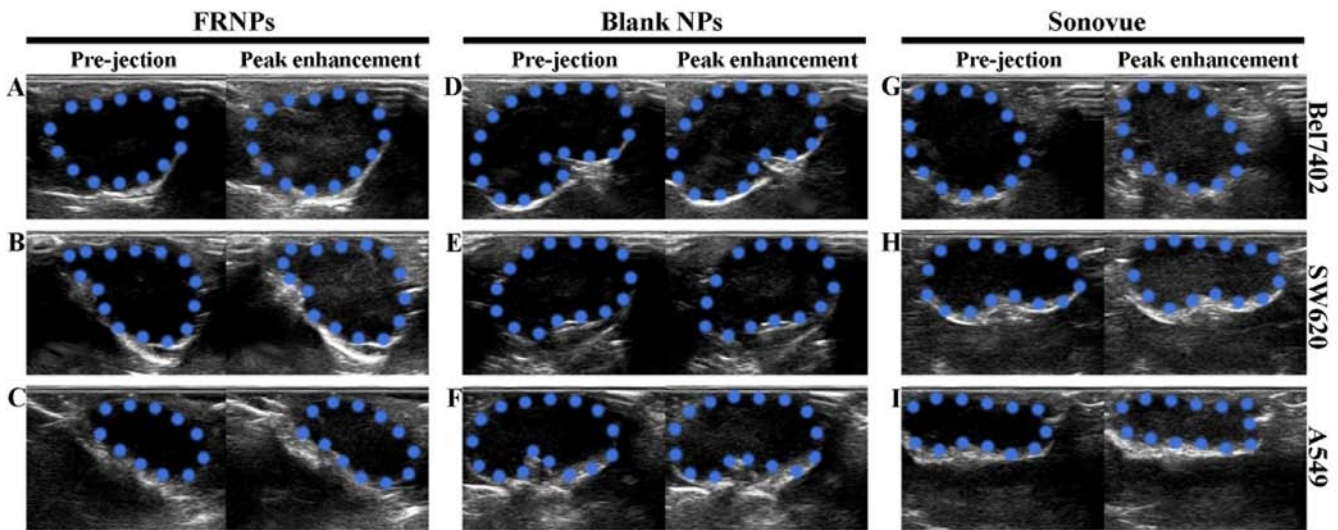 FRNPs Blank NPs Sonovue
Pre-jection Peak enhancement Pre-jection Peak enhancement Pre-jection Peak enhancement
A D G Bel7402
B E H SW620
C F I A549